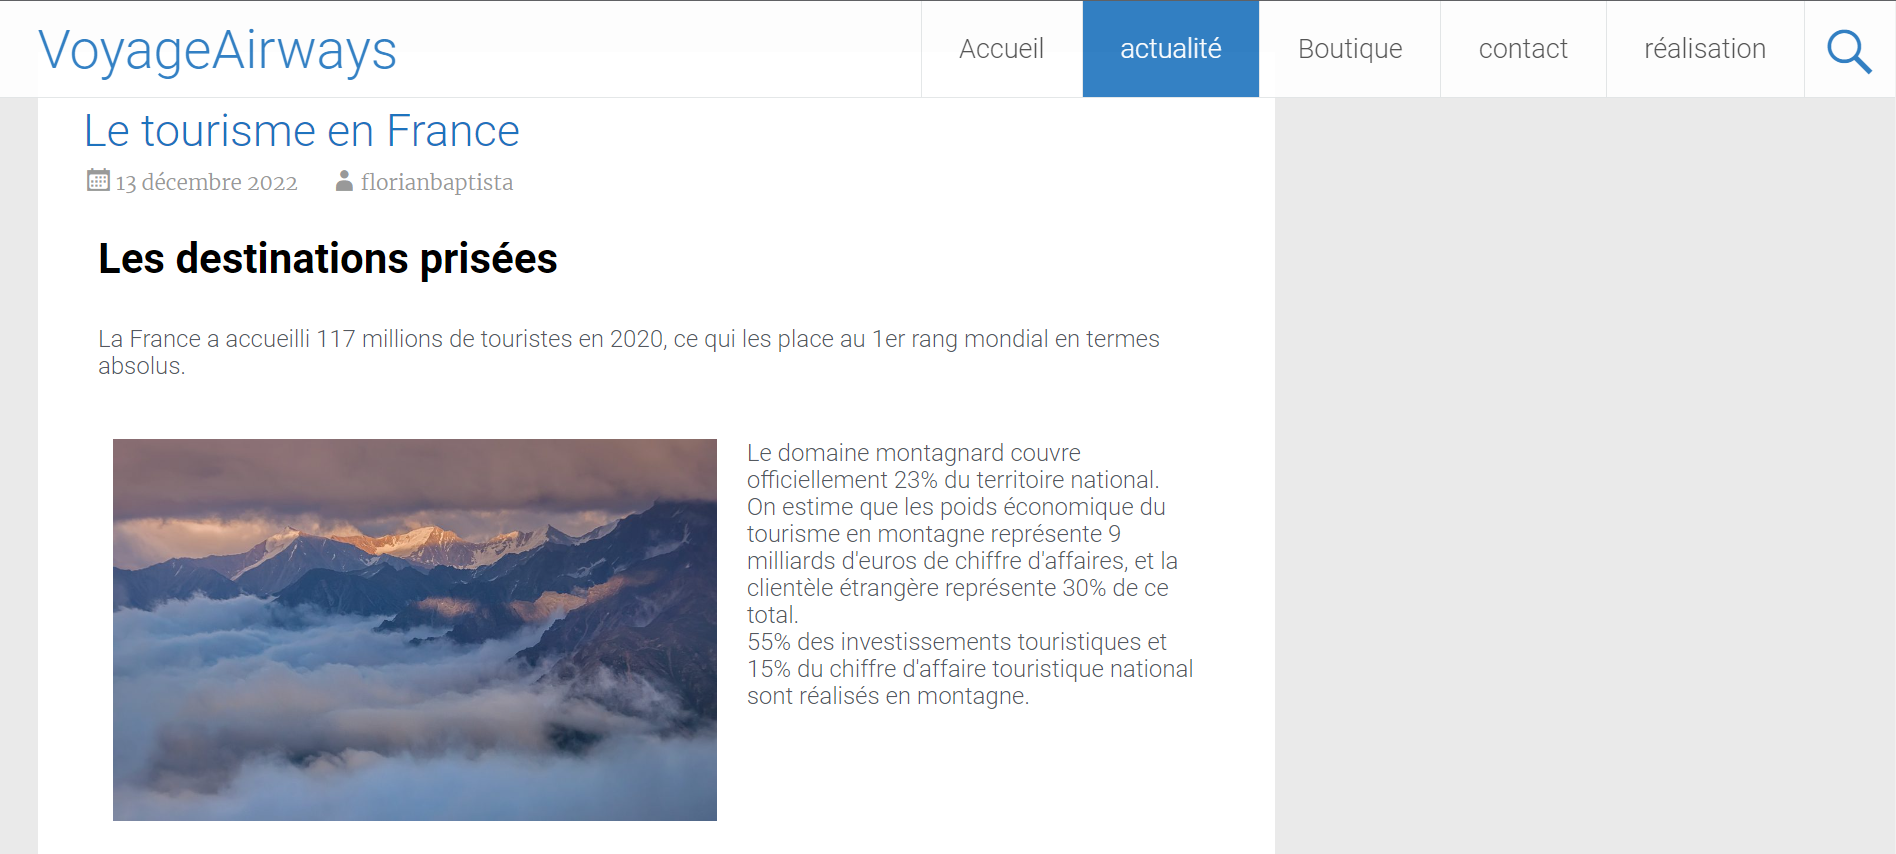 VoyageAirways
Accueil
actualité
Boutique
contact
réalisation
Le tourisme en France
13 décembre 2022
florianbaptista
Les destinations prisées
La France a accueilli 117 millions de touristes en 2020, ce qui les place au 1er rang mondial en termes
absolus.
Le domaine montagnard couvre
officiellement 23% du territoire national.
On estime que les poids économique du
tourisme en montagne représente 9
milliards d'euros de chiffre d'affaires, et la
clientèle étrangère représente 30% de ce
total.
55% des investissements touristiques et
15% du chiffre d'affaire touristique national
sont réalisés en montagne.